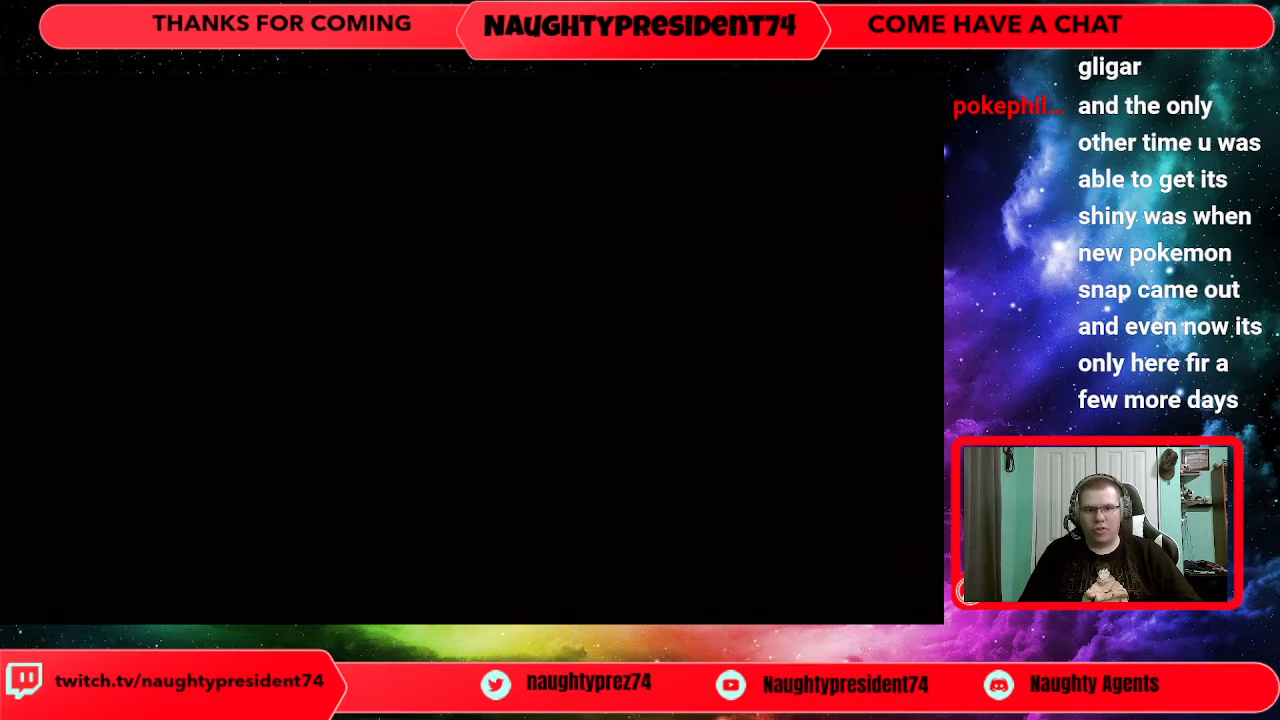 THANKS FOR COMING
NAUGHTYPRESIDENT74
COME HAVE A CHAT
gligar
pokephil... and the only
other time u was
able to get its
shiny was when
new pokemon
snap came out
and even now its
only here fir a
few more days
twitch.tv/naughtypresident74
naughtyprez74
Naughtypresident74
Naughty Agents